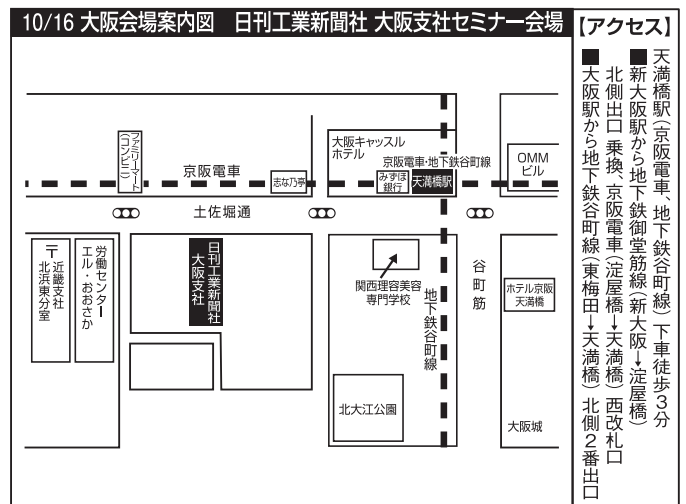 10/16 大阪会場案内図 日刊工業新聞社 大阪支社セミナー会場
【アクセス】
天満橋駅(京阪電車、地下鉄谷町線)下車徒歩3分
■新大阪駅から地下鉄御堂筋線(新大阪→淀屋橋)
北側出口 乗換、京阪電車(淀屋橋→天満橋)西改札口
■大阪駅から地下鉄谷町線(東梅田→天満橋)北側2番出口
ファミリーマート
(コンビニ)
京阪電車
志な乃亭
大阪キャッスル
ホテル
京阪電車・地下鉄谷町線
みずほ
銀行
天満橋駅
OMM
ビル
土佐堀通
〒
近畿支社
北浜東分室
労働センター
エル・おおさか
日刊工業新聞社
大阪支社
関西理容美容
専門学校
地下鉄谷町線
谷町筋
ホテル京阪
天満橋
北大江公園
大阪城